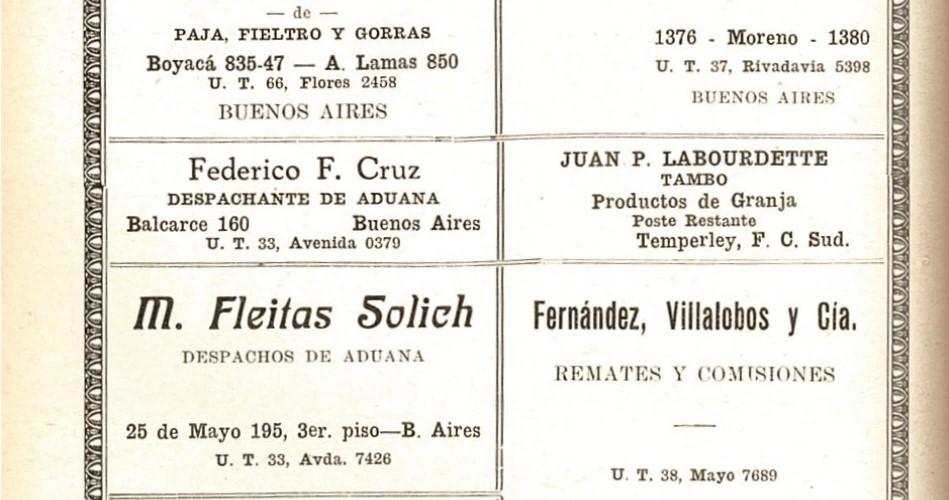 — de —
PAJA, FIELTRO Y GORRAS
Boyacá 835-47 — A. Lamas 850
U. T. 66, Flores 2458
BUENOS AIRES
1376 - Moreno - 1380
U. T. 37, Rivadavia 5398
BUENOS AIRES
Federico F. Cruz
DESPACHANTE DE ADUANA
Balcarce 160 Buenos Aires
U. T. 33, Avenida 0379
JUAN P. LABOURDETTE
TAMBO
Productos de Granja
Poste Restante
Temperley, F. C. Sud.
M. Fleitas Solich
DESPACHOS DE ADUANA
25 de Mayo 195, 3er. piso—B. Aires
U. T. 33, Avda. 7426
Fernández, Villalobos y Cía.
REMATES Y COMISIONES
U. T. 38, Mayo 7689